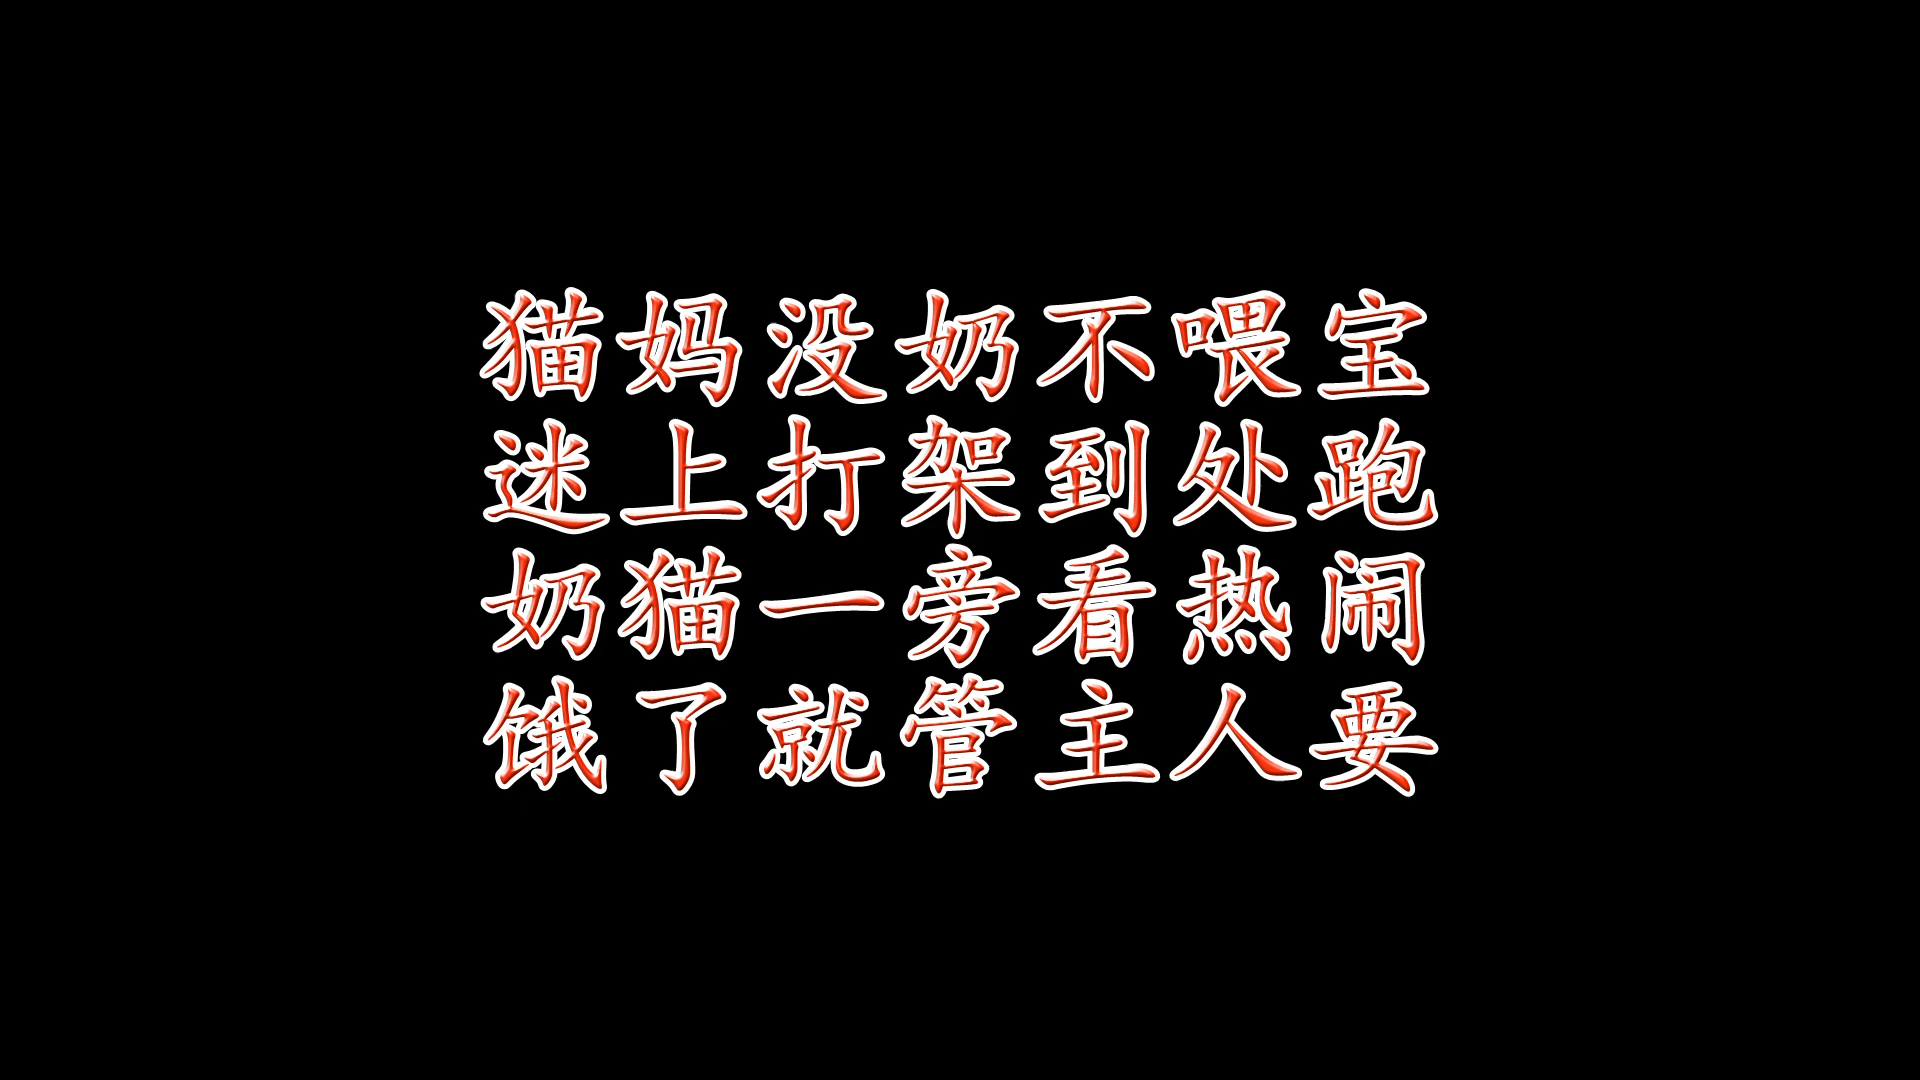 猫妈没奶不喂宝
迷上打架到处跑
奶猫一旁看热闹
饿了就管主人要